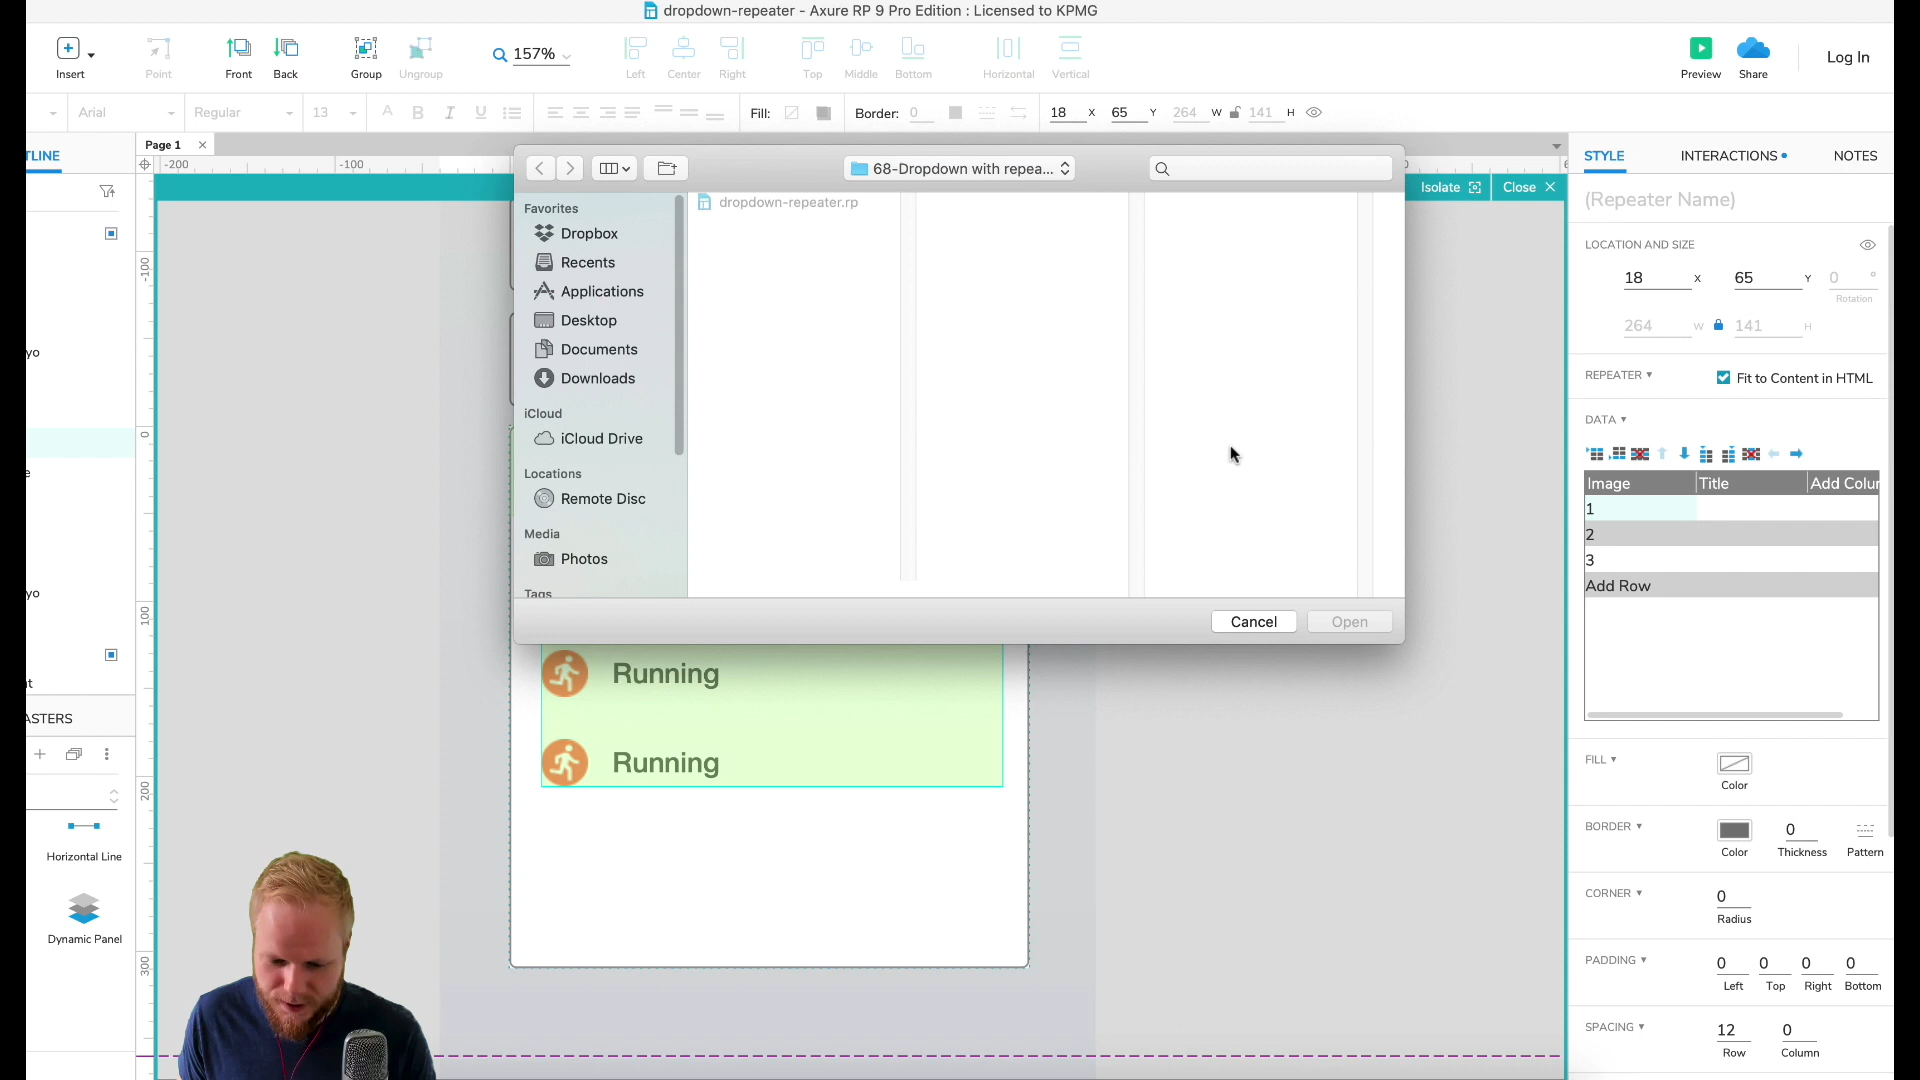 dropdown-repeater - Axure RP 9 Pro Edition : Licensed to KPMG
157%
Insert
Point
Front
Back
Group
Ungroup
Left
Center
Right
Top
Middle
Bottom
Horizontal
Vertical
Preview
Share
Log In
Arial
Regular
13
Fill:
Border:
0
18 X
65 Y
264 W
141 H
TLINE
Page 1
-200
-100
Isolate
Close
68-Dropdown with repea...
dropdown-repeater.rp
Favorites
Dropbox
Recents
Applications
Desktop
Documents
Downloads
iCloud
iCloud Drive
Locations
Remote Disc
Media
Photos
Tags
Cancel
Open
-100
0
100
200
300
yo
e
yo
t
ASTERS
Horizontal Line
Dynamic Panel
Running
Running
STYLE
INTERACTIONS
NOTES
(Repeater Name)
LOCATION AND SIZE
18 X
65 Y
0 °
Rotation
264 W
141 H
REPEATER
Fit to Content in HTML
DATA
Image
Title
Add Colu
1
2
3
Add Row
FILL
Color
BORDER
0
Color
Thickness
Pattern
CORNER
0
Radius
PADDING
0 0 0 0
Left Top Right Bottom
SPACING
12 0
Row Column